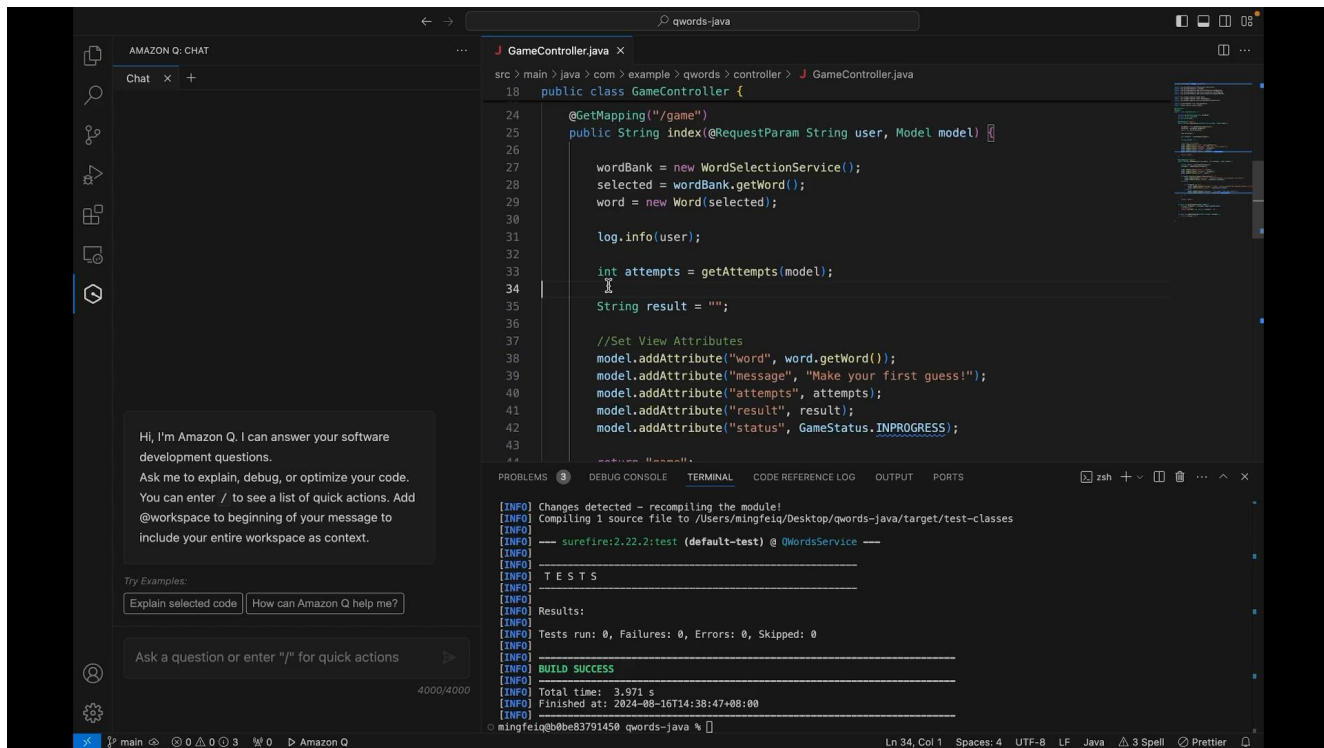 qwords-java
AMAZON Q: CHAT
Chat
Hi, I'm Amazon Q. I can answer your software
development questions.
Ask me to explain, debug, or optimize your code.
You can enter / to see a list of quick actions. Add
@workspace to beginning of your message to
include your entire workspace as context.
Try Examples:
Explain selected code
How can Amazon Q help me?
Ask a question or enter "/" for quick actions
4000/4000
J GameController.java
src > main > java > com > example > qwords > controller > J GameController.java
18 public class GameController {
24 @GetMapping("/game")
25 public String index(@RequestParam String user, Model model) {
26
27 wordBank = new WordSelectionService();
28 selected = wordBank.getWord();
29 word = new Word(selected);
30
31 log.info(user);
32
33 int attempts = getAttempts(model);
34
35 String result = "";
36
37 //Set View Attributes
38 model.addAttribute("word", word.getWord());
39 model.addAttribute("message", "Make your first guess!");
40 model.addAttribute("attempts", attempts);
41 model.addAttribute("result", result);
42 model.addAttribute("status", GameStatus.INPROGRESS);
43
44 return "game";
PROBLEMS 3 DEBUG CONSOLE TERMINAL CODE REFERENCE LOG OUTPUT PORTS zsh
[INFO] Changes detected - recompiling the module!
[INFO] Compiling 1 source file to /Users/mingfeiq/Desktop/qwords-java/target/test-classes
[INFO]
[INFO] --- surefire:2.22.2:test (default-test) @ QWordsService ---
[INFO]
[INFO] -------------------------------------------------------
[INFO] T E S T S
[INFO] -------------------------------------------------------
[INFO]
[INFO] Results:
[INFO]
[INFO] Tests run: 0, Failures: 0, Errors: 0, Skipped: 0
[INFO]
[INFO] ------------------------------------------------------------------------
[INFO] BUILD SUCCESS
[INFO] ------------------------------------------------------------------------
[INFO] Total time: 3.971 s
[INFO] Finished at: 2024-08-16T14:38:47+08:00
[INFO] ------------------------------------------------------------------------
mingfeiq@b0be83791450 qwords-java %
main 0 0 3 0 Amazon Q Ln 34, Col 1 Spaces: 4 UTF-8 LF Java 3 Spell Prettier